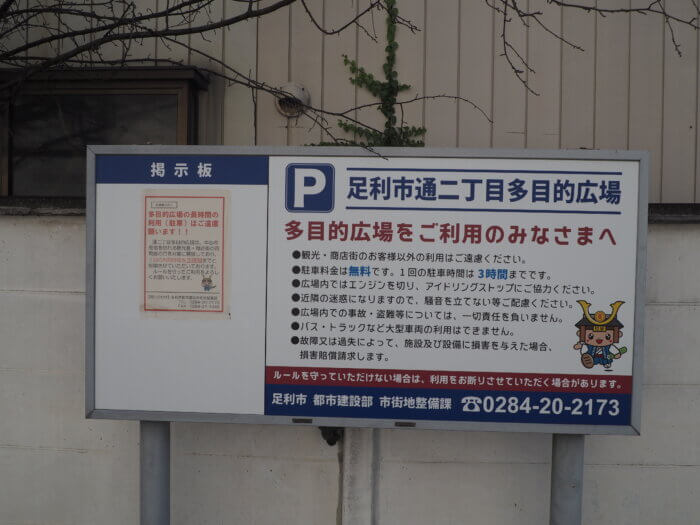 掲示板
多目的広場の長時間の
利用(駐車)はご遠慮
願います!!
P 足利市通二丁目多目的広場
多目的広場をご利用のみなさまへ
●観光・商店街のお客様以外の利用はご遠慮ください。
●駐車料金は無料です。1回の駐車時間は3時間までです。
●広場内ではエンジンを切り、アイドリングストップにご協力ください。
●近隣の迷惑になりますので、騒音を立てない等ご配慮ください。
●広場内での事故・盗難等については、一切責任を負いません。
●バス・トラックなど大型車両の利用はできません。
●故障又は過失によって、施設及び設備に損害を与えた場合、
損害賠償請求します。
ルールを守っていただけない場合は、利用をお断りさせていただく場合があります。
足利市 都市建設部 市街地整備課 ☎0284-20-2173